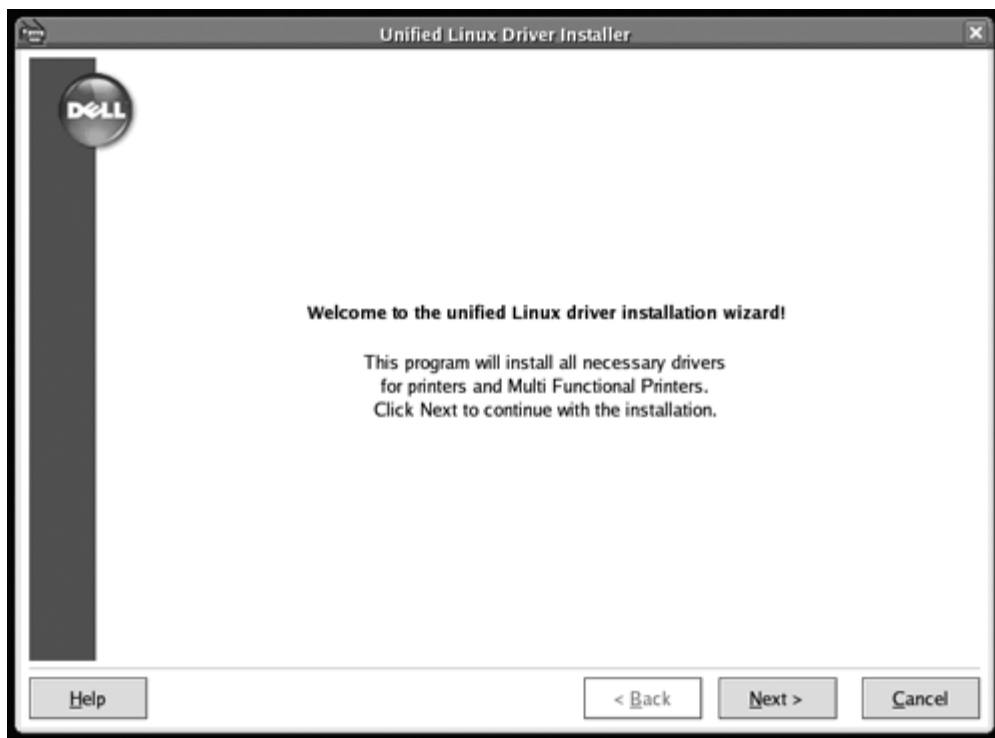 Unified Linux Driver Installer
DELL
Welcome to the unified Linux driver installation wizard!
This program will install all necessary drivers
for printers and Multi Functional Printers.
Click Next to continue with the installation.
Help
< Back
Next >
Cancel